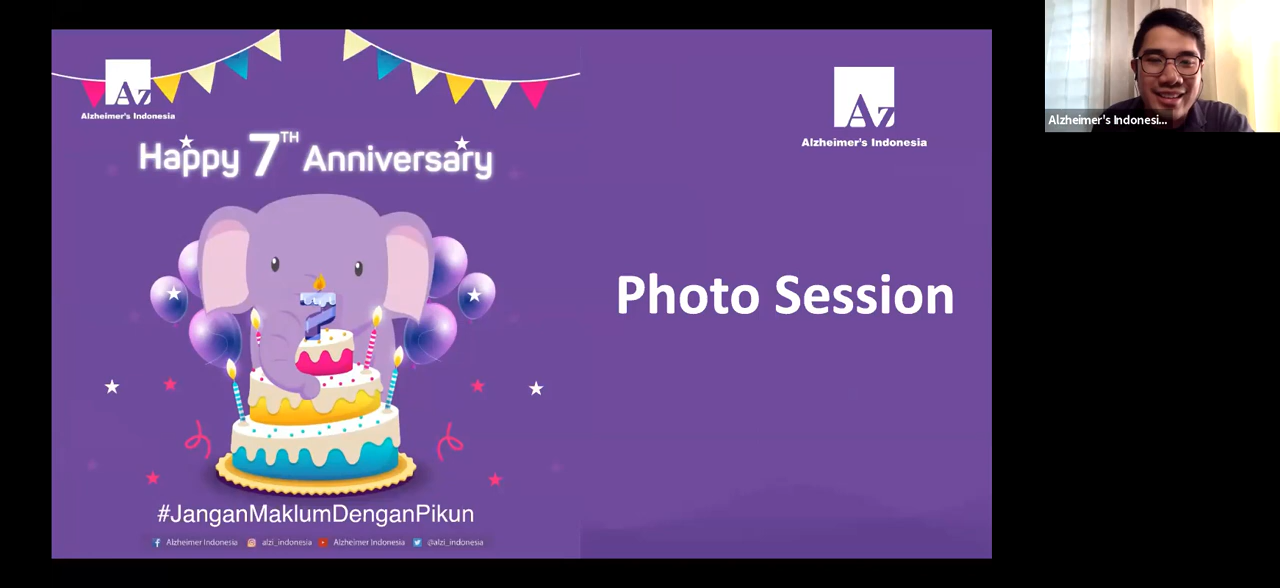 Az
Alzheimer's Indonesia
Happy 7TH Anniversary
7
#JanganMaklumDenganPikun
Alzheimer Indonesia alzi_indonesia Alzheimer Indonesia @alzi_indonesia
Az
Alzheimer's Indonesia
Photo Session
Alzheimer's Indonesi...